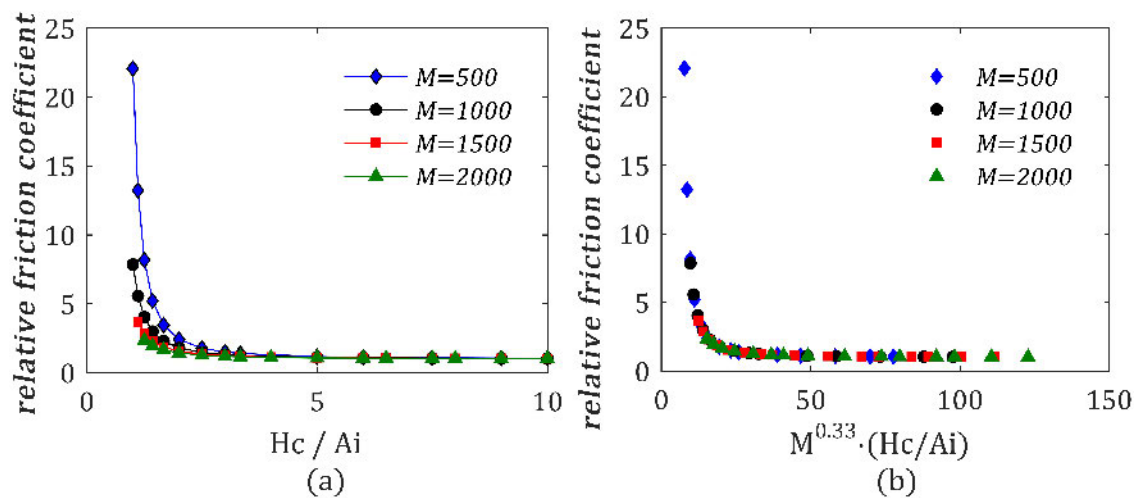 relative friction coefficient
25
20
15
10
5
0
0
5
10
M=500
M=1000
M=1500
M=2000
Hc / Ai
(a)
relative friction coefficient
25
20
15
10
5
0
0
50
100
150
M=500
M=1000
M=1500
M=2000
M^0.33·(Hc/Ai)
(b)